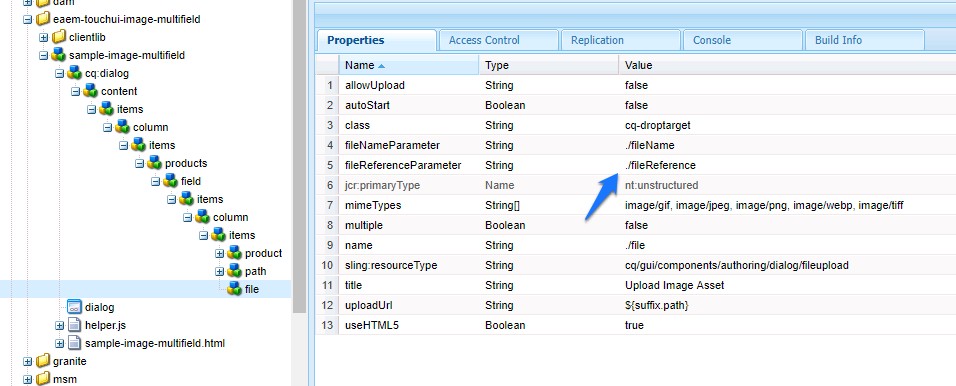 dam
eaem-touchui-image-multifield
clientlib
sample-image-multifield
cq:dialog
content
items
column
items
products
field
items
column
items
product
path
file
dialog
helper.js
sample-image-multifield.html
granite
msm
Properties Access Control Replication Console Build Info
Name Type Value
1 allowUpload String false
2 autoStart Boolean false
3 class String cq-droptarget
4 fileNameParameter String ./fileName
5 fileReferenceParameter String ./fileReference
6 jcr:primaryType Name nt:unstructured
7 mimeTypes String[] image/gif, image/jpeg, image/png, image/webp, image/tiff
8 multiple Boolean false
9 name String ./file
10 sling:resourceType String cq/gui/components/authoring/dialog/fileupload
11 title String Upload Image Asset
12 uploadUrl String ${suffix.path}
13 useHTML5 Boolean true